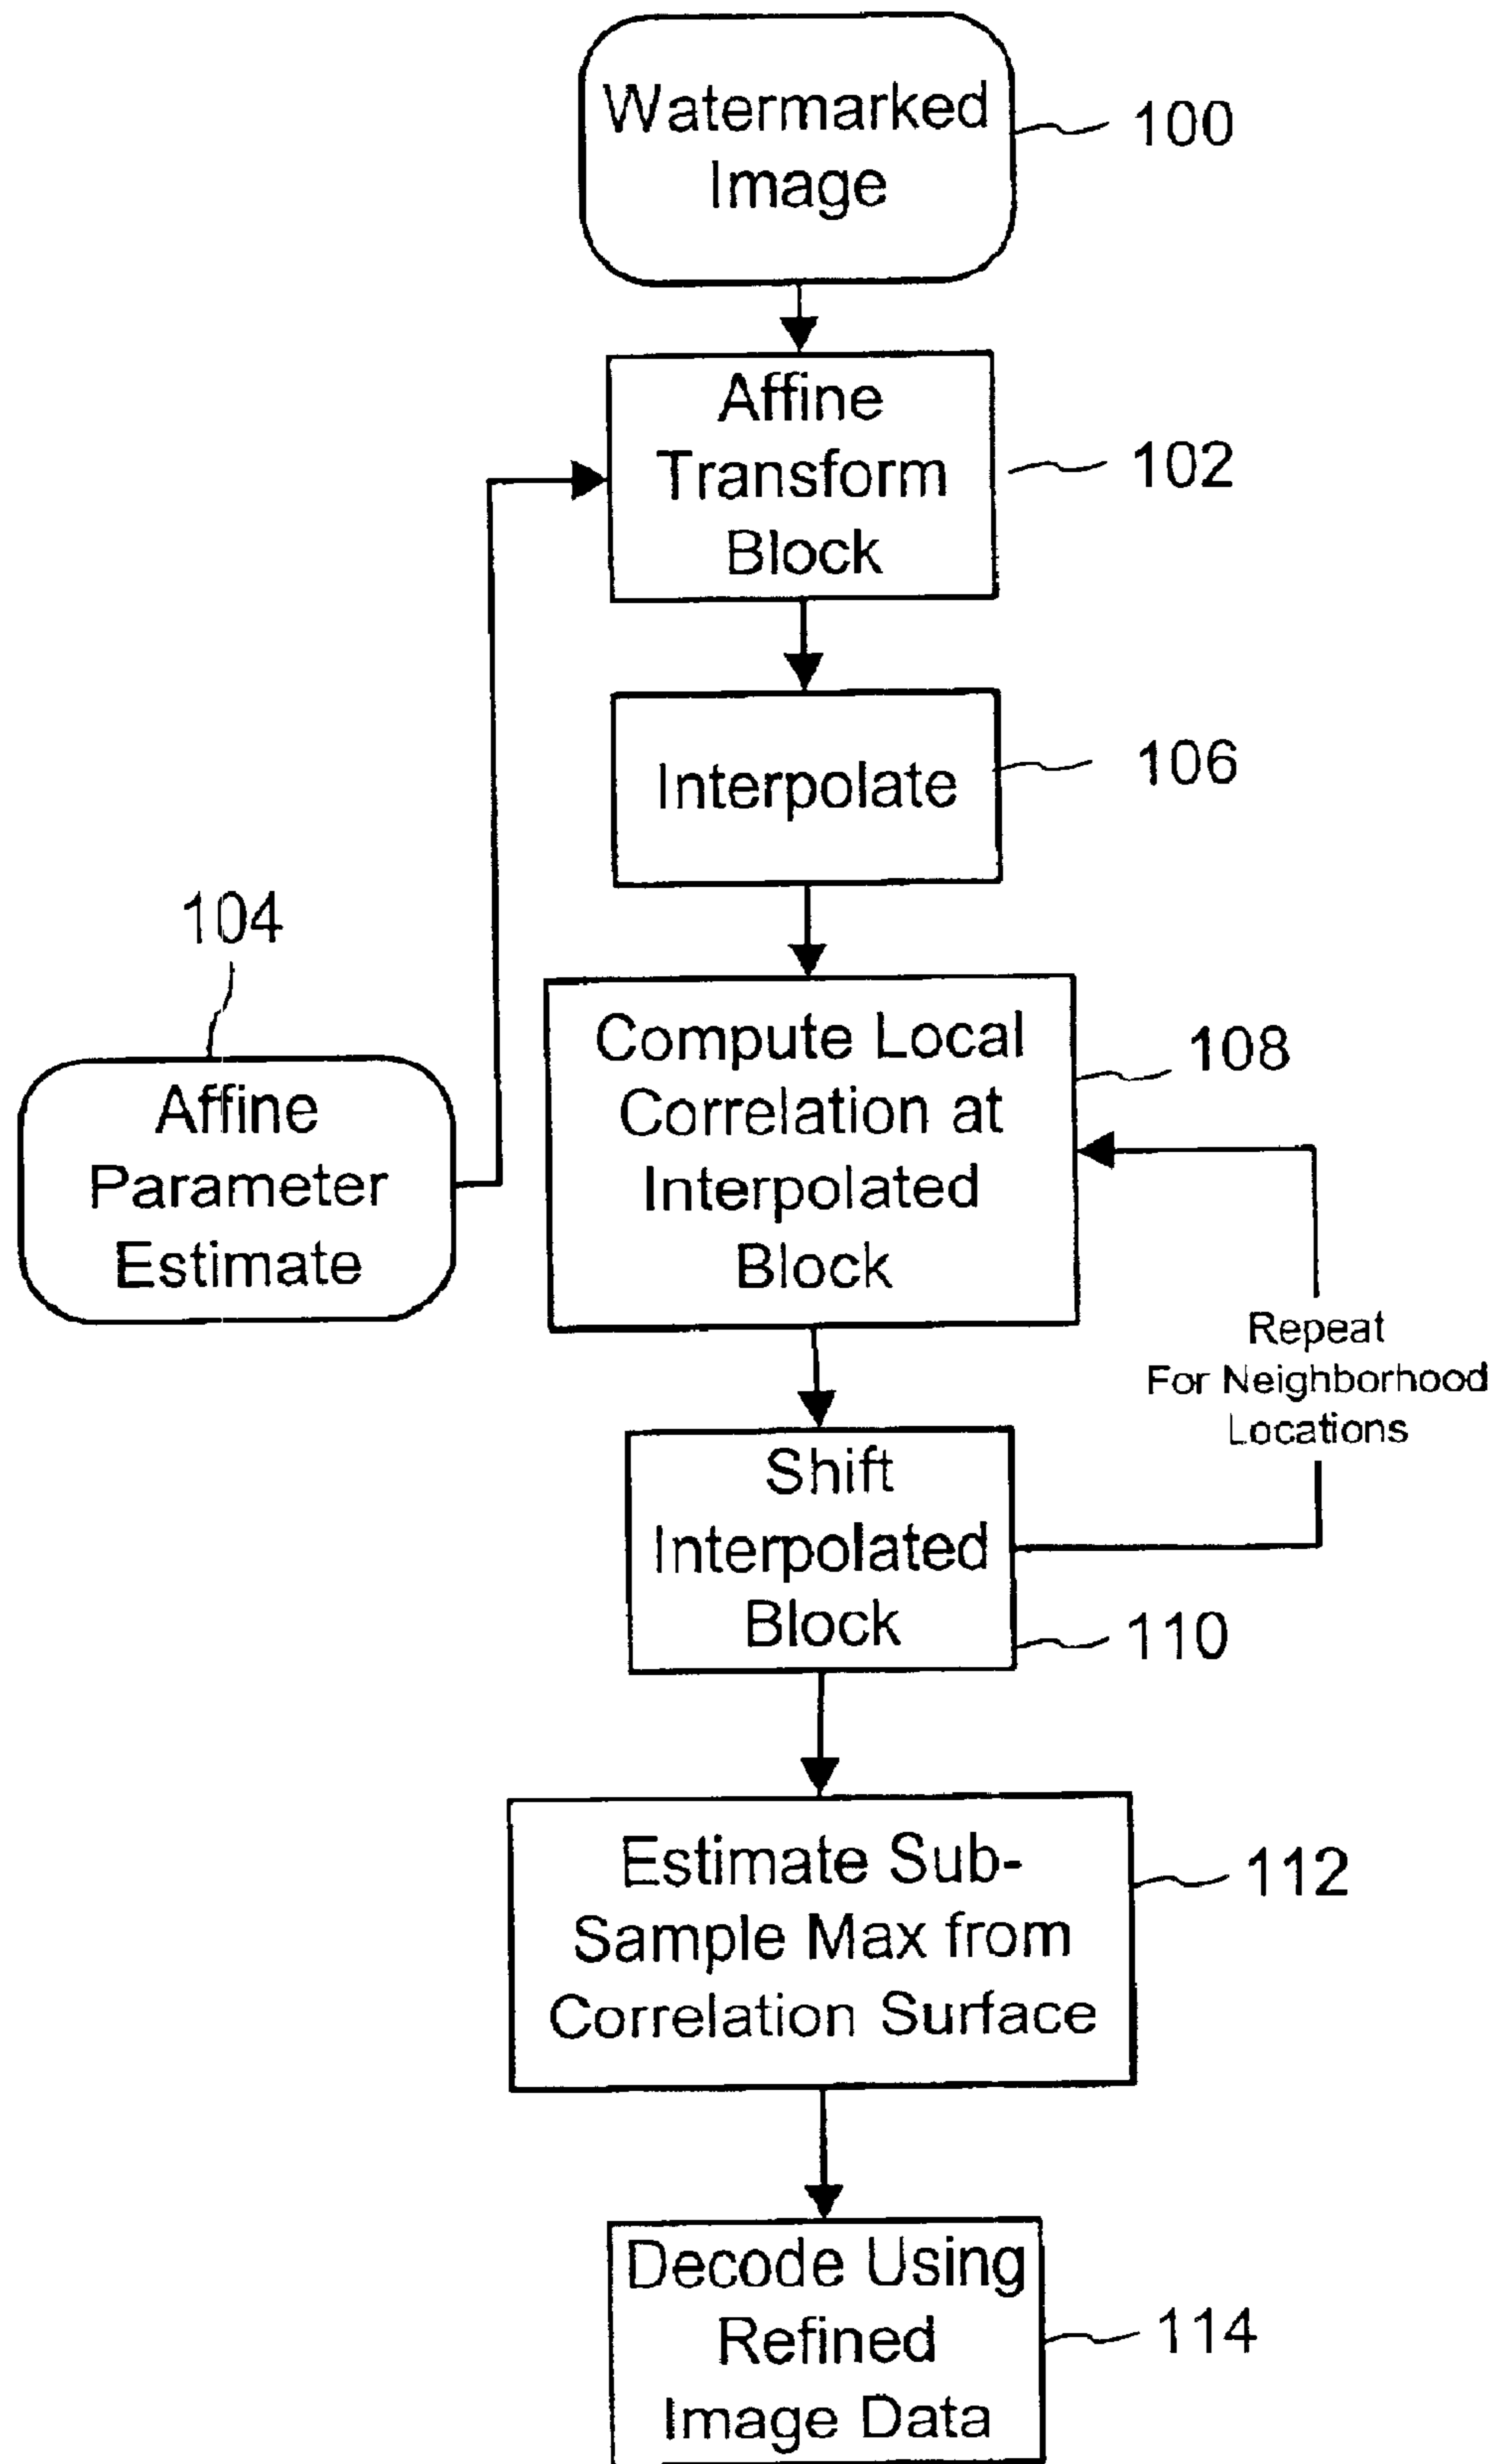 Watermarked
Image
100
Affine
Transform
Block
102
Interpolate
106
104
Affine
Parameter
Estimate
Compute Local
Correlation at
Interpolated
Block
108
Repeat
For Neighborhood
Locations
Shift
Interpolated
Block
110
Estimate Sub-
Sample Max from
Correlation Surface
112
Decode Using
Refined
Image Data
114